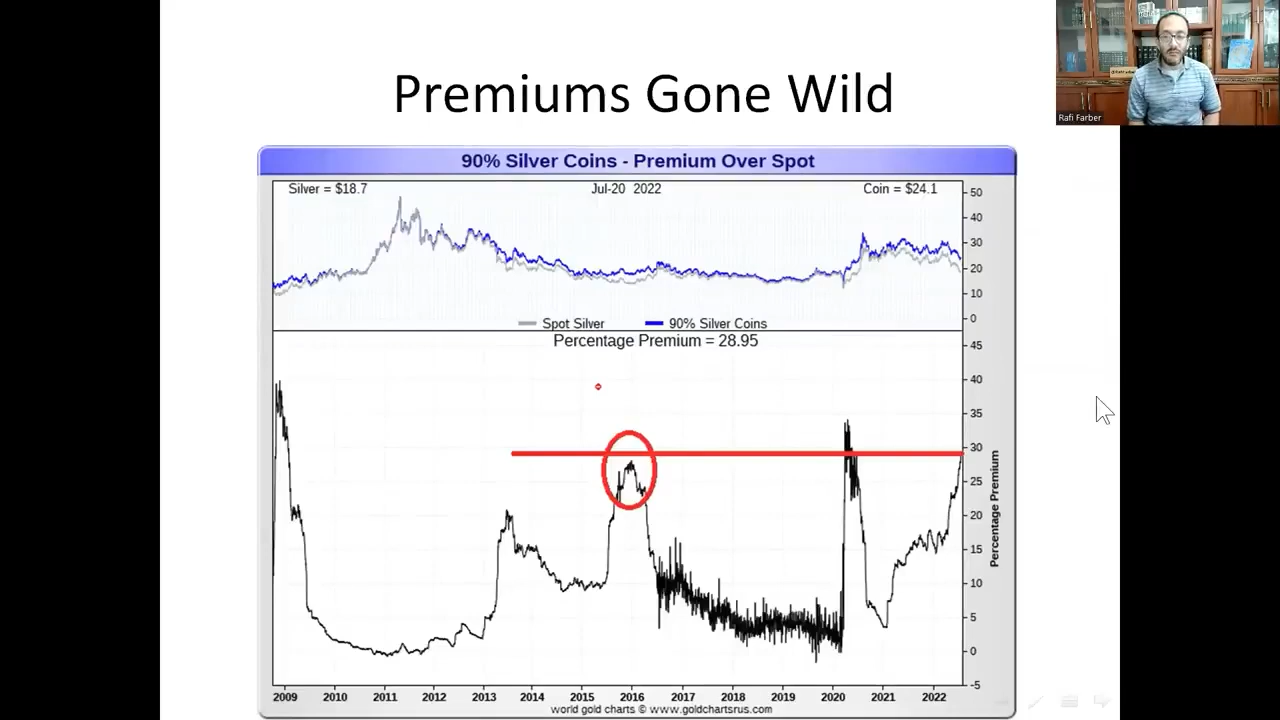 Premiums Gone Wild
Rafi Farber
90% Silver Coins - Premium Over Spot
Silver = $18.7
Jul-20 2022
Coin = $24.1
50
40
30
20
10
0
Spot Silver
90% Silver Coins
Percentage Premium = 28.95
45
40
35
30
25
20
15
10
5
0
-5
Percentage Premium
2009 2010 2011 2012 2013 2014 2015 2016 2017 2018 2019 2020 2021 2022
world gold charts © www.goldchartsrus.com